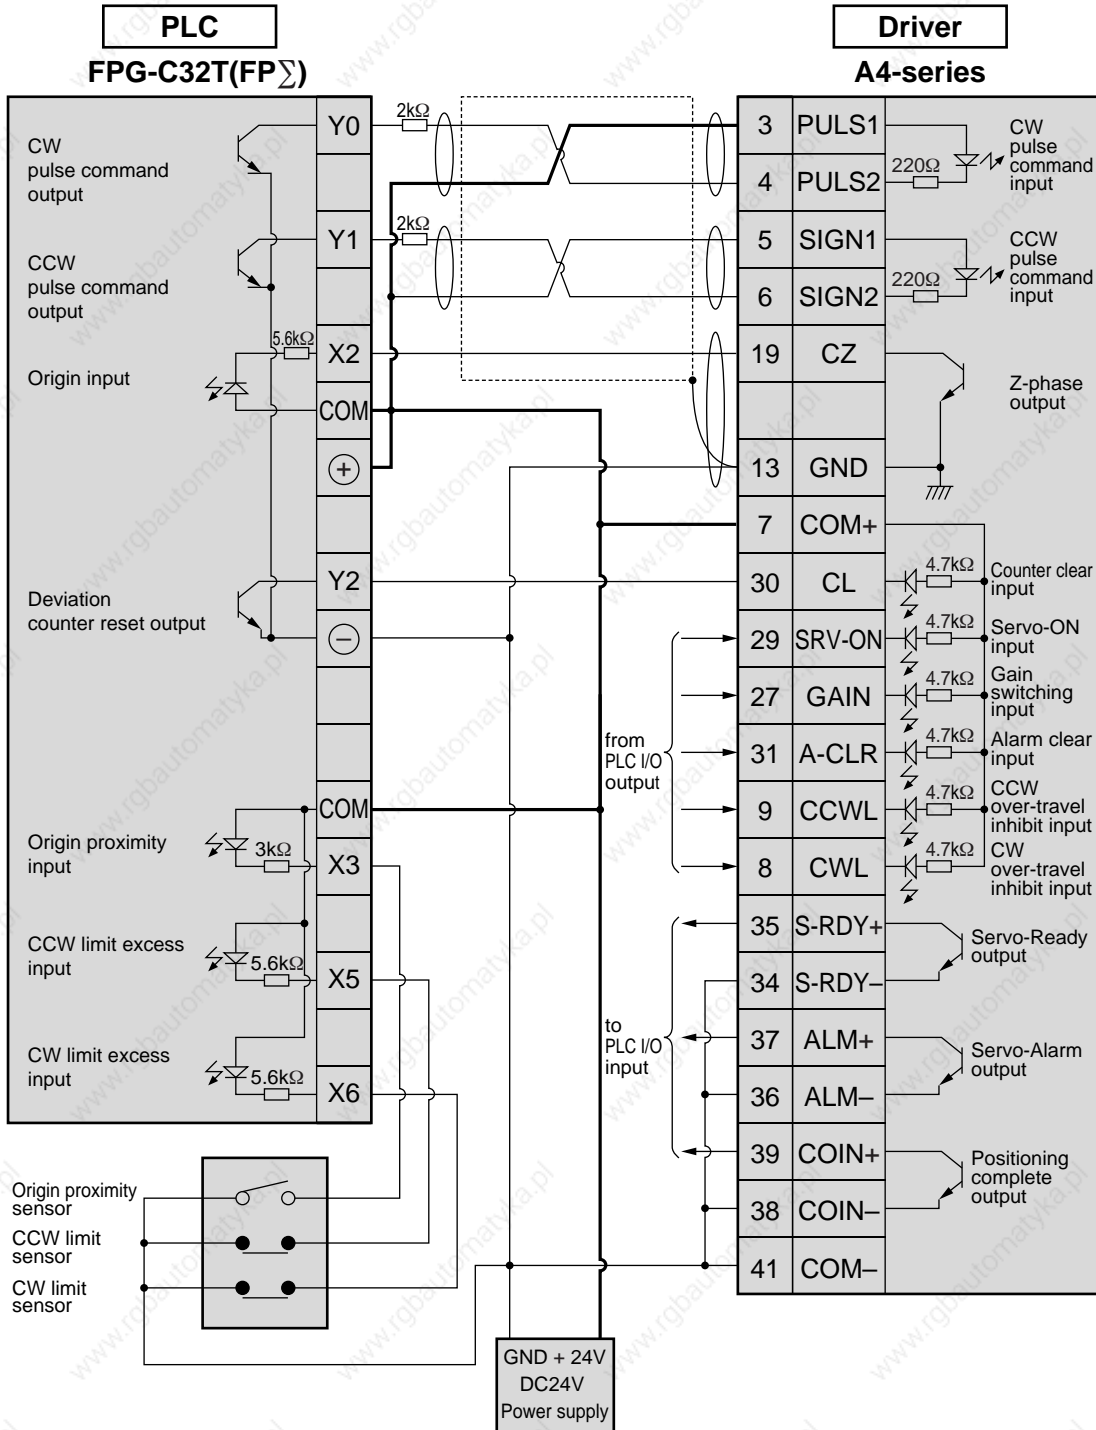 PLC
FPG-C32T(FP∑)
Driver
A4-series
CW
pulse command
output
CCW
pulse command
output
Origin input
Deviation
counter reset output
Origin proximity
input
CCW limit excess
input
CW limit excess
input
5.6kΩ
3kΩ
5.6kΩ
5.6kΩ
Y0
Y1
X2
COM
+
Y2
−
COM
X3
X5
X6
2kΩ
2kΩ
from
PLC I/O
output
to
PLC I/O
input
3 PULS1
4 PULS2
5 SIGN1
6 SIGN2
19 CZ
13 GND
7 COM+
30 CL
29 SRV-ON
27 GAIN
31 A-CLR
9 CCWL
8 CWL
35 S-RDY+
34 S-RDY–
37 ALM+
36 ALM–
39 COIN+
38 COIN–
41 COM–
220Ω
CW
pulse
command
input
220Ω
CCW
pulse
command
input
Z-phase
output
4.7kΩ
Counter clear
input
4.7kΩ
Servo-ON
input
4.7kΩ
Gain
switching
input
4.7kΩ
Alarm clear
input
4.7kΩ
CCW
over-travel
inhibit input
4.7kΩ
CW
over-travel
inhibit input
Servo-Ready
output
Servo-Alarm
output
Positioning
complete
output
Origin proximity
sensor
CCW limit
sensor
CW limit
sensor
GND + 24V
DC24V
Power supply
www.rgbautomatyka.pl